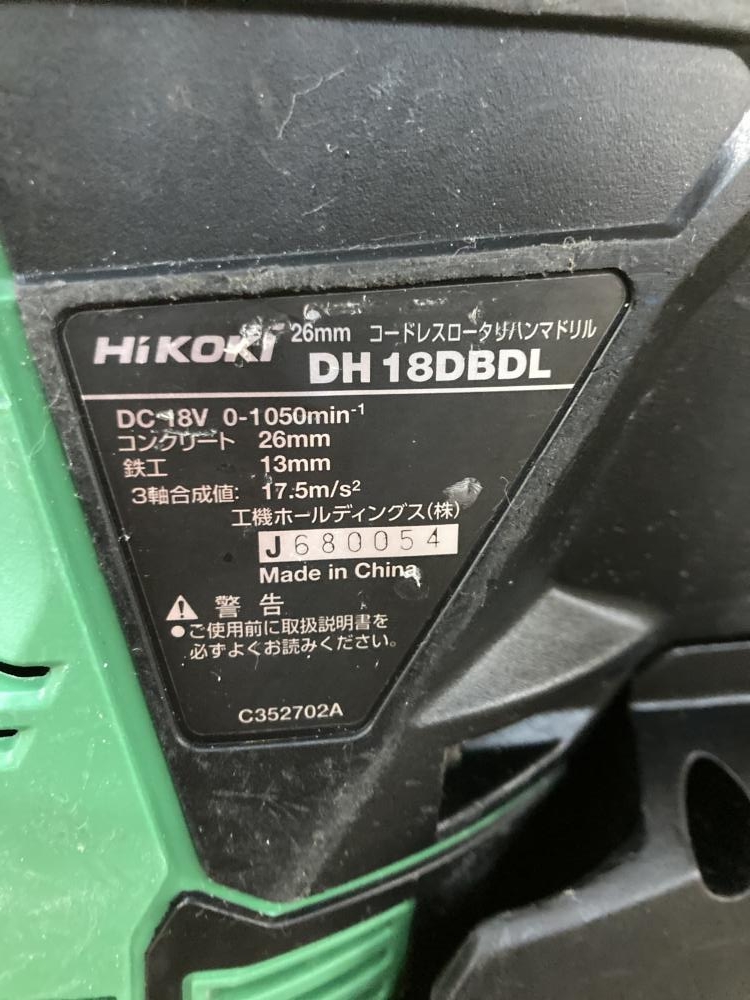 HiKOKI 26mm コードレスロータリハンマドリル
DH 18DBDL
DC 18V 0-1050min-1
コンクリート 26mm
鉄工 13mm
3軸合成値: 17.5m/s2
工機ホールディングス(株)
J680054
Made in China
警告
●ご使用前に取扱説明書を
必ずよくお読みください。
C352702A